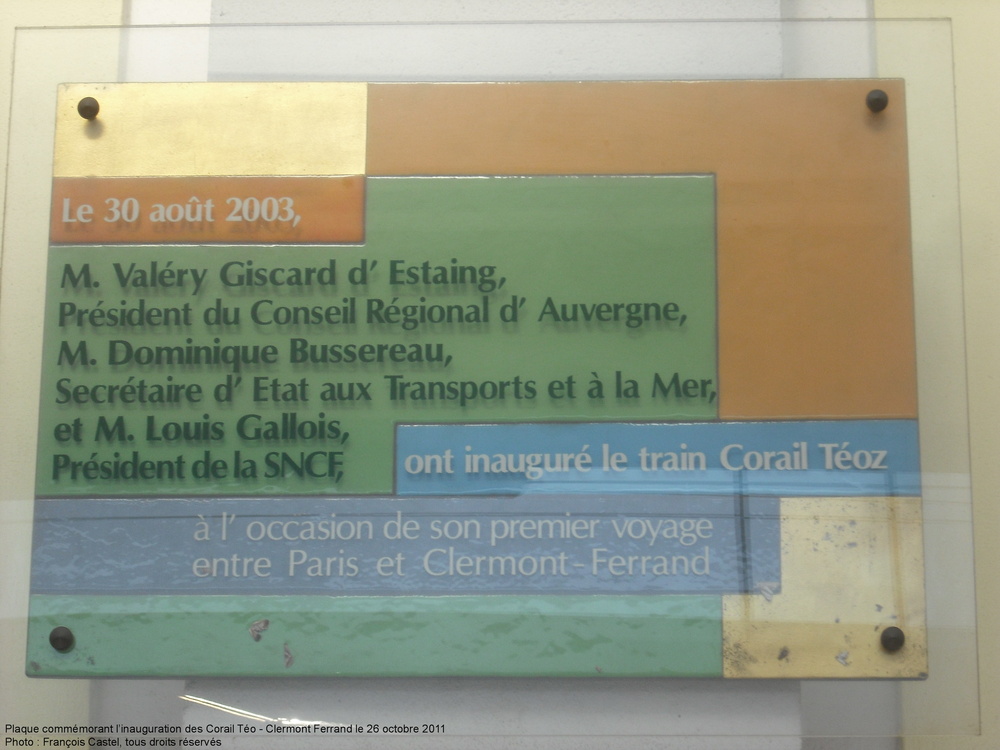 Le 30 août 2003,
M. Valéry Giscard d' Estaing,
Président du Conseil Régional d' Auvergne,
M. Dominique Bussereau,
Secrétaire d' Etat aux Transports et à la Mer,
et M. Louis Gallois,
Président de la SNCF,
ont inauguré le train Corail Téoz
à l' occasion de son premier voyage
entre Paris et Clermont-Ferrand
Plaque commémorant l'inauguration des Corail Téo - Clermont Ferrand le 26 octobre 2011
Photo : François Castel, tous droits réservés